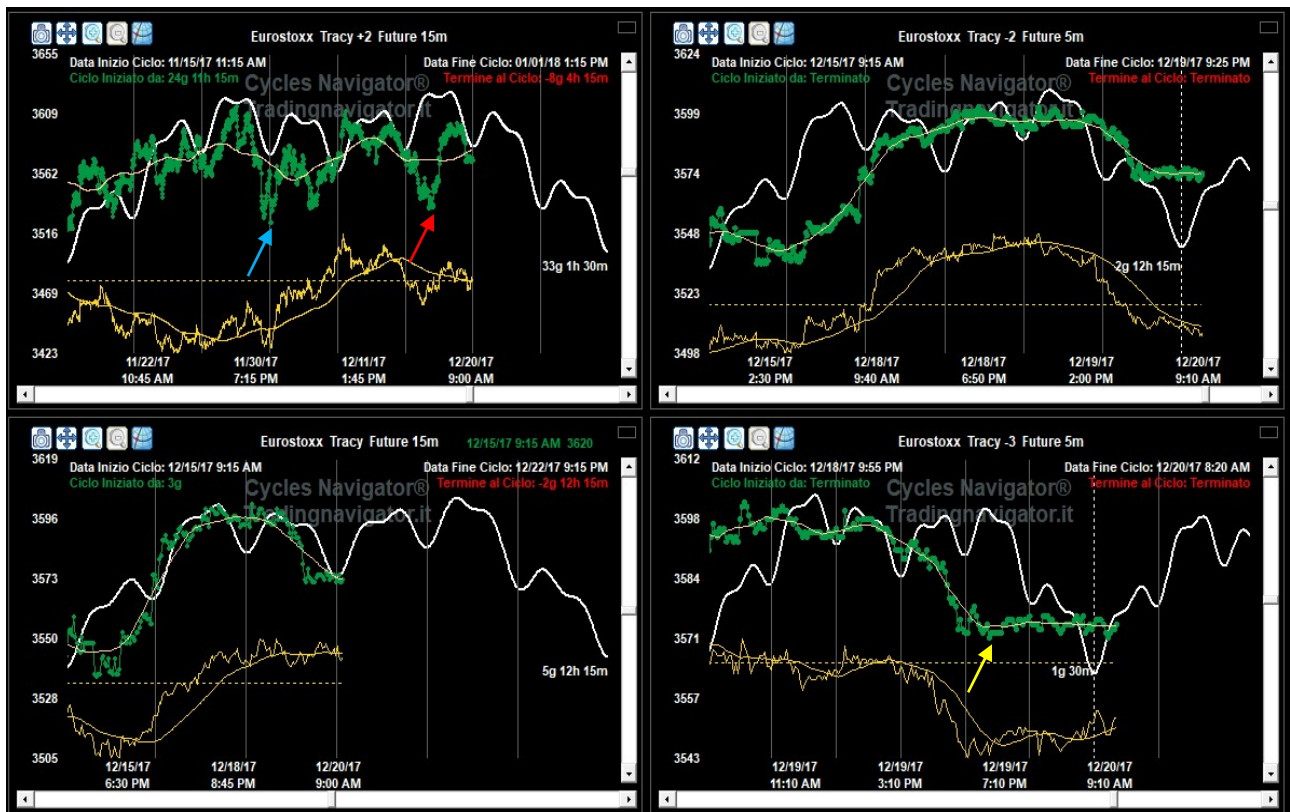 Eurostoxx Tracy +2 Future 15m
3655
Data Inizio Ciclo: 11/15/17 11:15 AM
Data Fine Ciclo: 01/01/18 1:15 PM
Ciclo Iniziato da: 24g 11h 15m
Termine al Ciclo: -8g 4h 15m
Cycles Navigator®
Tradingnavigator.it
3609
3562
3516
33g 1h 30m
3469
3423
11/22/17 11/30/17 12/11/17 12/20/17
10:45 AM 7:15 PM 1:45 PM 9:00 AM
Eurostoxx Tracy -2 Future 5m
3624
Data Inizio Ciclo: 12/15/17 9:15 AM
Data Fine Ciclo: 12/19/17 9:25 PM
Ciclo Iniziato da: Terminato
Termine al Ciclo: Terminato
Cycles Navigator®
Tradingnavigator.it
3599
3574
3548
2g 12h 15m
3523
3498
12/15/17 12/18/17 12/18/17 12/19/17 12/20/17
2:30 PM 9:40 AM 6:50 PM 2:00 PM 9:10 AM
Eurostoxx Tracy Future 15m 12/15/17 9:15 AM 3620
3619
Data Inizio Ciclo: 12/15/17 9:15 AM
Data Fine Ciclo: 12/22/17 9:15 PM
Ciclo Iniziato da: 3g
Termine al Ciclo: -2g 12h 15m
Cycles Navigator®
Tradingnavigator.it
3596
3573
3550
5g 12h 15m
3528
3505
12/15/17 12/18/17 12/20/17
6:30 PM 8:45 PM 9:00 AM
Eurostoxx Tracy -3 Future 5m
3612
Data Inizio Ciclo: 12/18/17 9:55 PM
Data Fine Ciclo: 12/20/17 8:20 AM
Ciclo Iniziato da: Terminato
Termine al Ciclo: Terminato
Cycles Navigator®
Tradingnavigator.it
3598
3584
3571
1g 30m
3557
3543
12/19/17 12/19/17 12/19/17 12/20/17
11:10 AM 3:10 PM 7:10 PM 9:10 AM